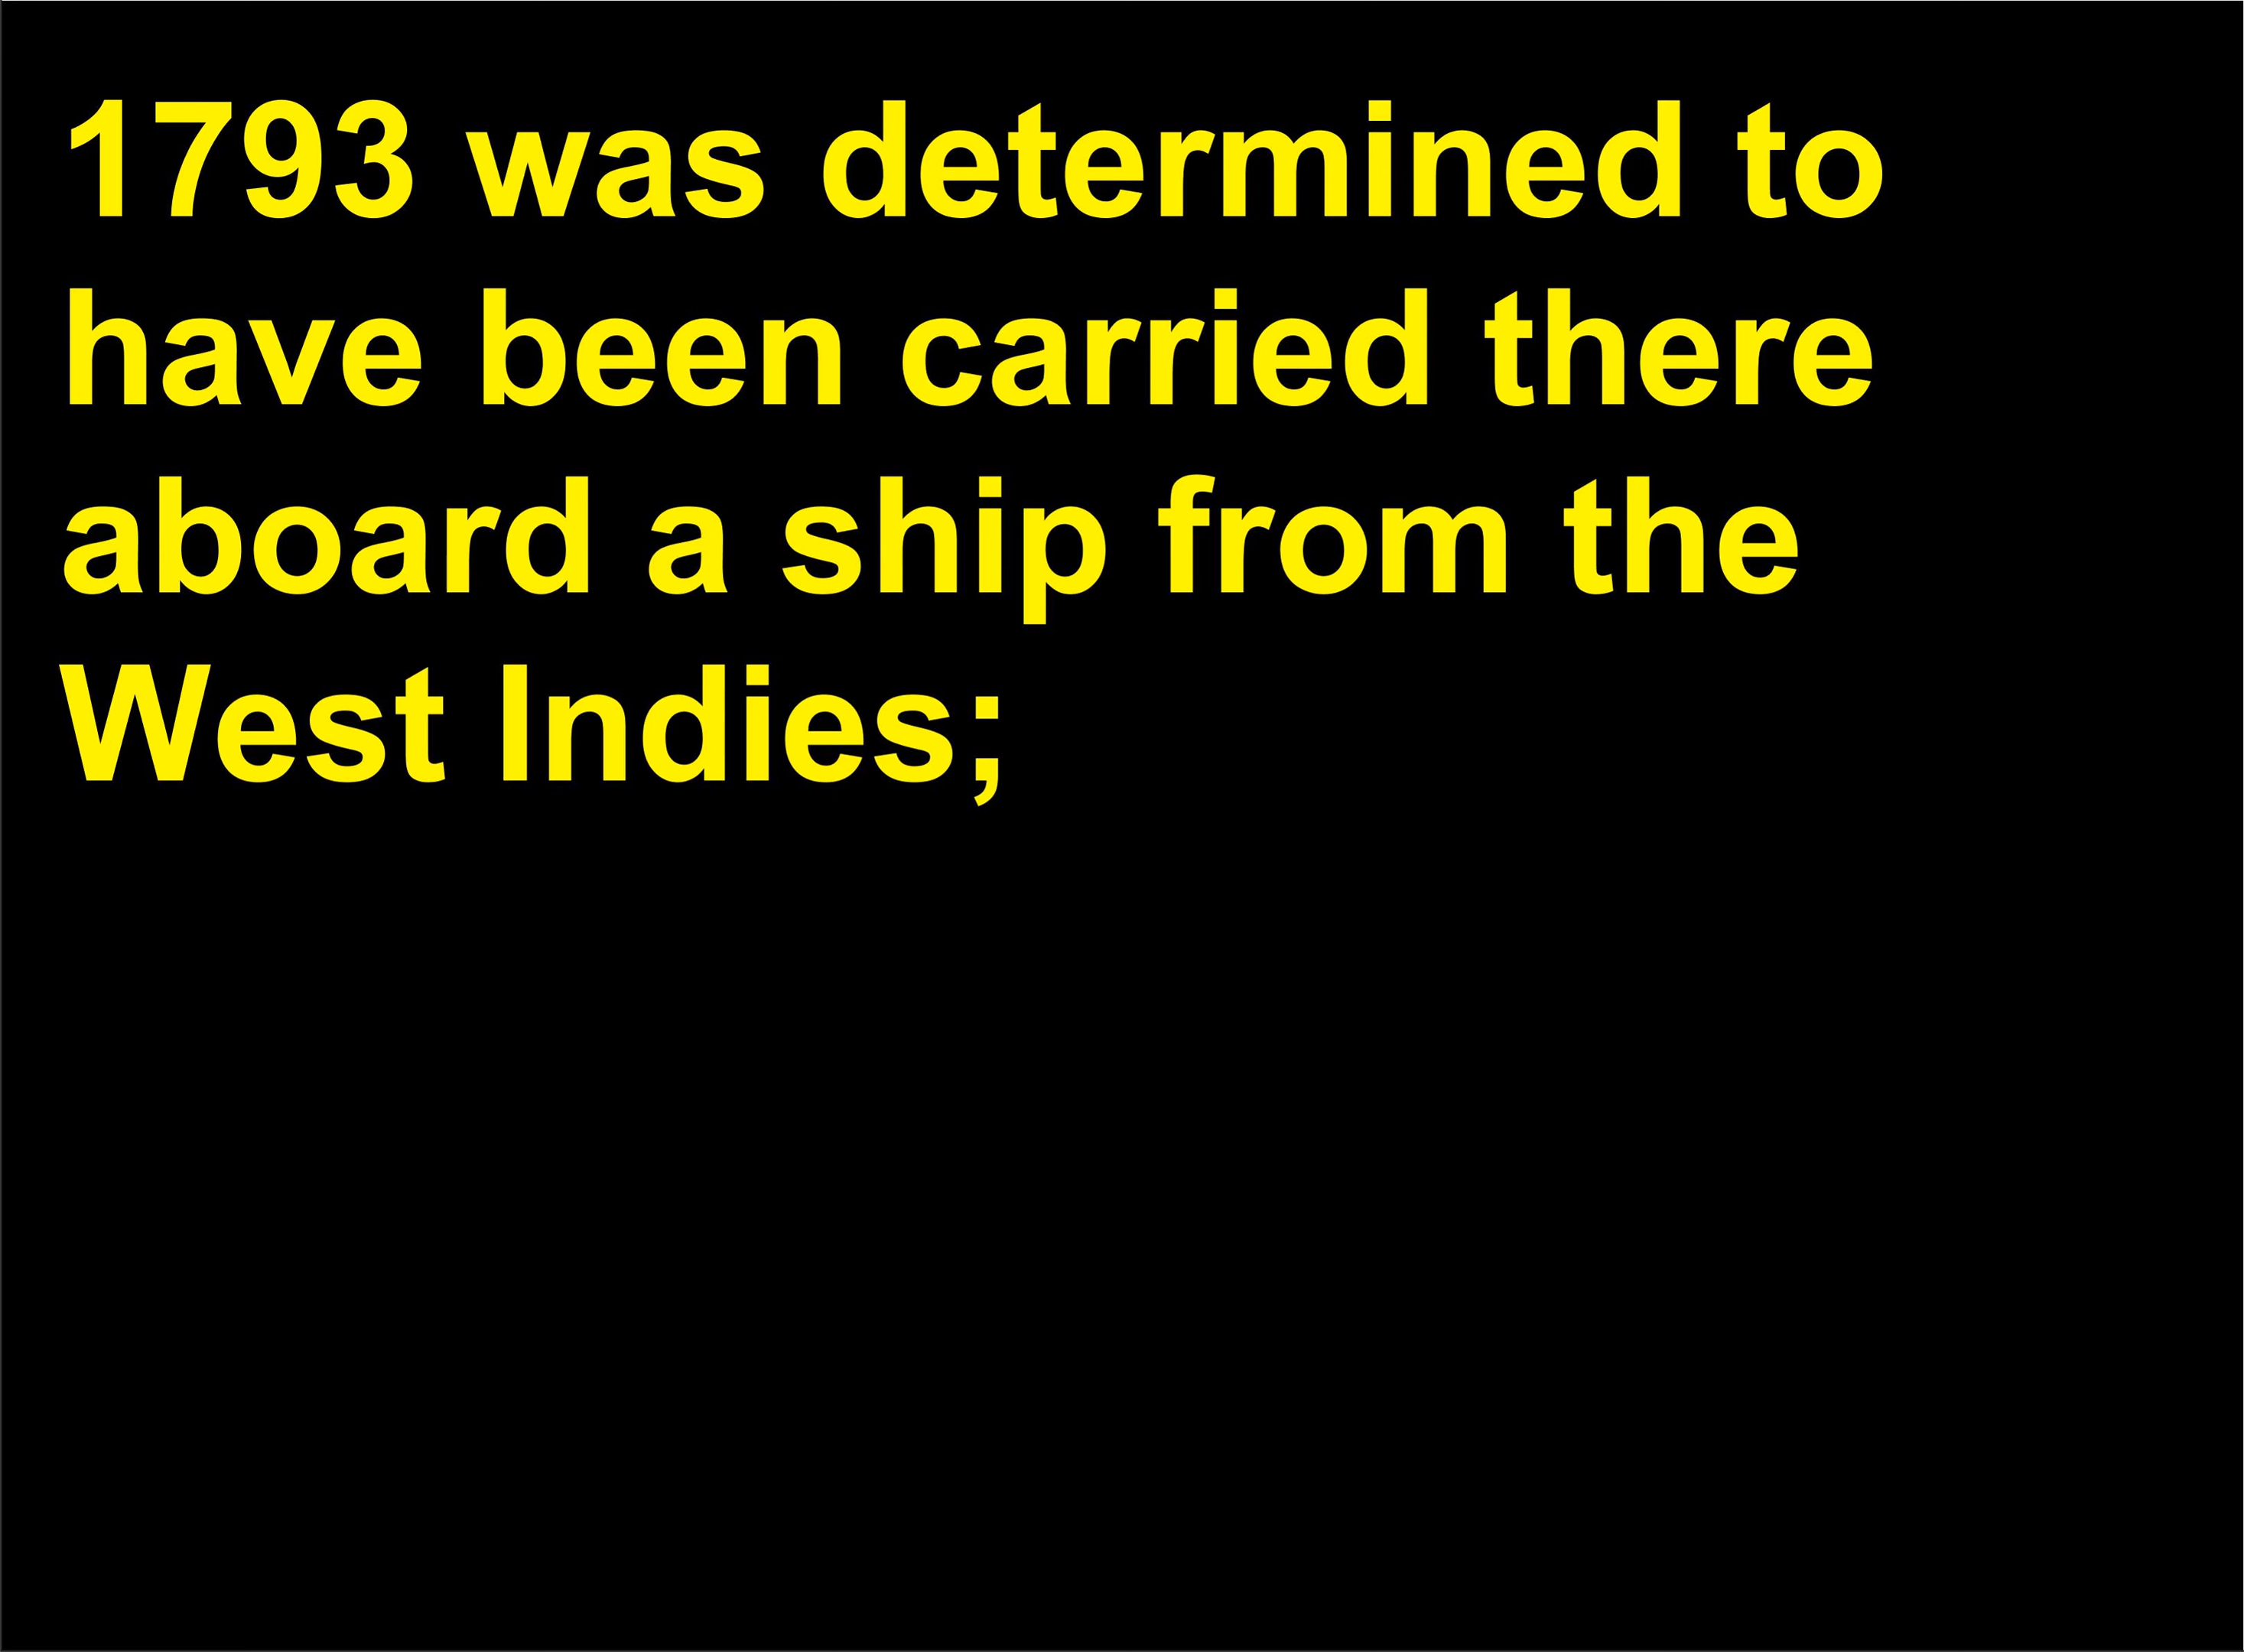 1793 was determined to
have been carried there
aboard a ship from the
West Indies;